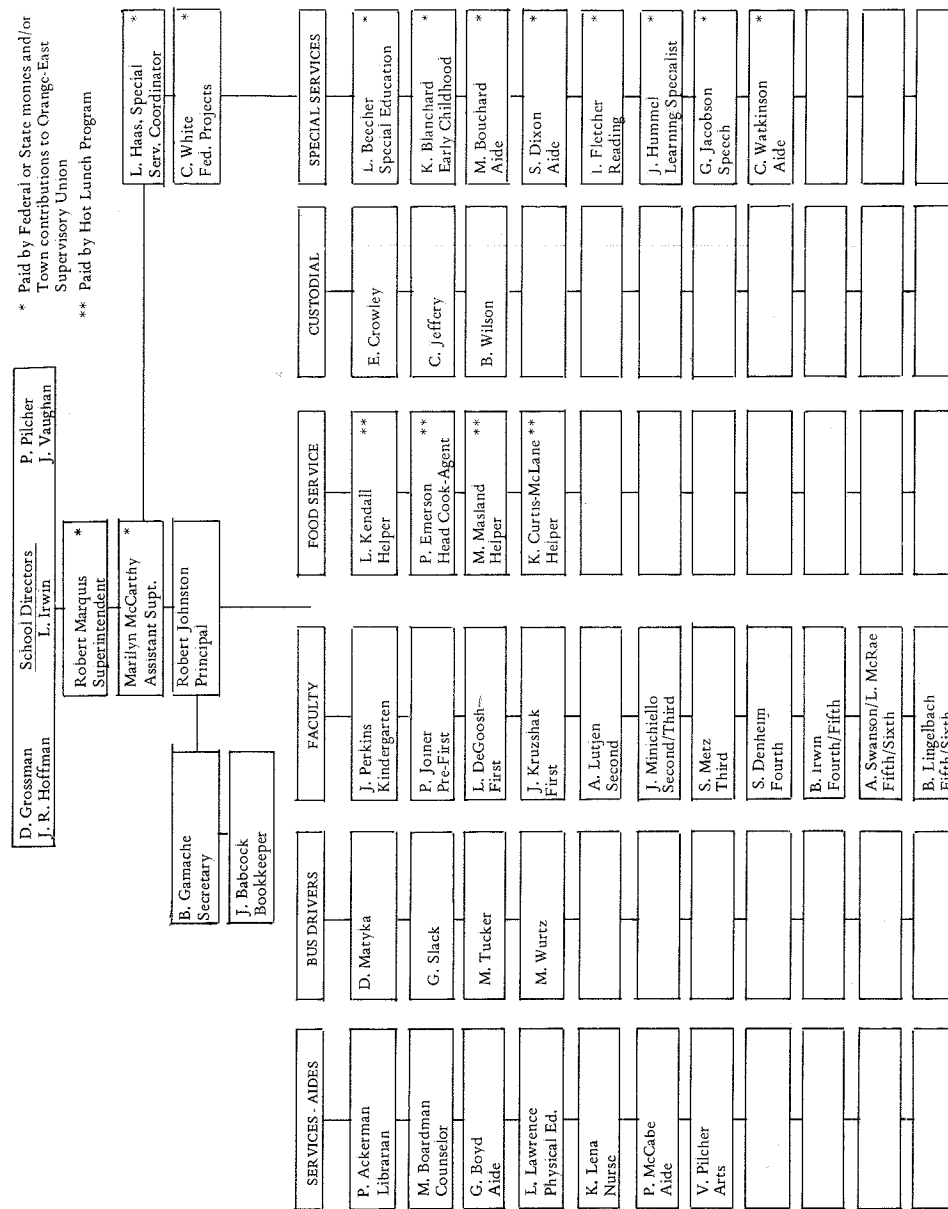 D. Grossman
J. R. Hoffman
School Directors
L. Irwin
P. Pilcher
J. Vaughan
* Paid by Federal or State monies and/or
Town contributions to Orange-East
Supervisory Union
** Paid by Hot Lunch Program
Robert Marqus *
Superintendent
Marilyn McCarthy *
Assistant Supt.
Robert Johnston
Principal
B. Gamache
Secretary
J. Babcock
Bookkeeper
L. Haas, Special *
Serv. Coordinator
C. White *
Fed. Projects
SERVICES - AIDES
P. Ackerman
Librarian
M. Boardman
Counselor
G. Boyd
Aide
L. Lawrence
Physical Ed.
K. Lena
Nurse
P. McCabe
Aide
V. Pilcher
Arts
BUS DRIVERS
D. Matyka
G. Slack
M. Tucker
M. Wurtz
FACULTY
J. Perkins
Kindergarten
P. Joiner
Pre-First
L. DeGoosh
First
J. Kruzshak
First
A. Lutjen
Second
J. Minichiello
Second/Third
S. Metz
Third
S. Denheim
Fourth
B. Irwin
Fourth/Fifth
A. Swanson/L. McRae
Fifth/Sixth
B. Lingelbach
Fifth/Sixth
FOOD SERVICE
L. Kendall **
Helper
P. Emerson **
Head Cook-Agent
M. Masland **
Helper
K. Curtis-McLane **
Helper
CUSTODIAL
E. Crowley
C. Jeffery
B. Wilson
SPECIAL SERVICES
L. Beecher *
Special Education
K. Blanchard *
Early Childhood
M. Bouchard *
Aide
S. Dixon *
Aide
I. Fletcher *
Reading
J. Hummel *
Learning Specialist
G. Jacobson *
Speech
C. Watkinson *
Aide